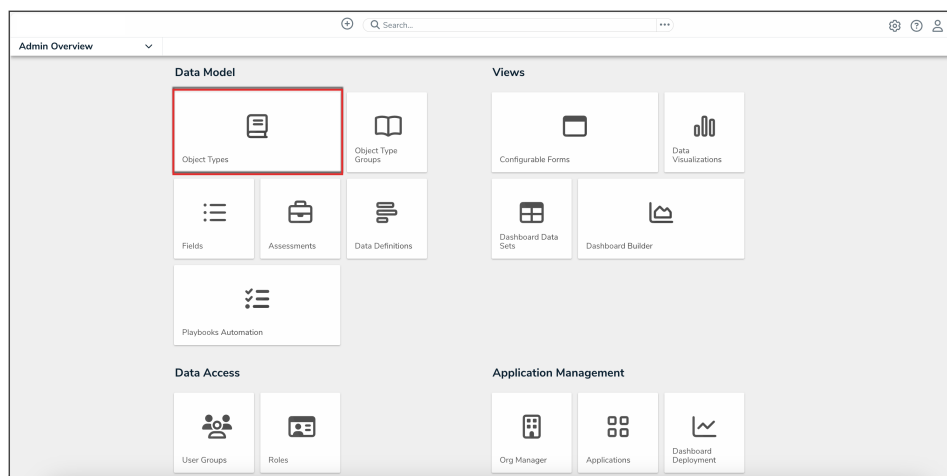 Search...
Admin Overview
Data Model
Object Types
Object Type
Groups
Fields
Assessments
Data Definitions
Playbooks Automation
Views
Configurable Forms
Data
Visualizations
Dashboard Data
Sets
Dashboard Builder
Data Access
User Groups
Roles
Application Management
Org Manager
Applications
Dashboard
Deployment